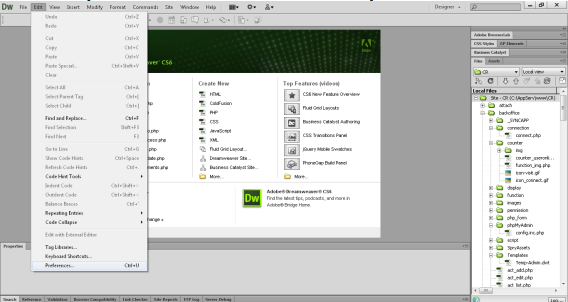 Dw File Edit View Insert Modify Format Commands Site Window Help
Designer
Undo Ctrl+Z
Redo Ctrl+Y
Cut Ctrl+X
Copy Ctrl+C
Paste Ctrl+V
Paste Special... Ctrl+Shift+V
Clear
Select All Ctrl+A
Select Parent Tag Ctrl+[
Select Child Ctrl+]
Find and Replace... Ctrl+F
Find Selection Shift+F3
Find Next F3
Go to Line Ctrl+G
Show Code Hints Ctrl+Space
Refresh Code Hints Ctrl+.
Code Hint Tools
Indent Code Ctrl+Shift+>
Outdent Code Ctrl+Shift+<
Balance Braces Ctrl+'
Repeating Entries
Code Collapse
Edit with External Editor
Tag Libraries...
Keyboard Shortcuts...
Preferences... Ctrl+U
CS6
Create New
HTML
ColdFusion
PHP
CSS
JavaScript
XML
Fluid Grid Layout...
Dreamweaver Site...
Business Catalyst Site...
More...
Top Features (videos)
CS6 New Feature Overview
Fluid Grid Layouts
Business Catalyst Authoring
CSS Transitions Panel
jQuery Mobile Swatches
PhoneGap Build Panel
More...
Dw
Adobe® Dreamweaver® CS6
Find the latest tips, podcasts, and more in
Adobe® Bridge Home
Adobe BrowserLab
CSS Styles AP Elements
Business Catalyst
Files Assets
CR Local view
Local Files
Site - CR (C:\AppServ\www\CR)
attach
backoffice
_SYNCAPP
connection
connect.php
counter
img
function_img.php
icon-visit.gif
icon_connect.gif
display
function
images
permission
php_form
phpMyAdmin
config.inc.php
script
SpryAssets
Templates
Temp-Admin.dwt
act_add.php
act_edit.php
act_list.php
Log...
Properties
Search Reference Validation Browser Compatibility Link Checker Site Reports FTP Log Server Debug